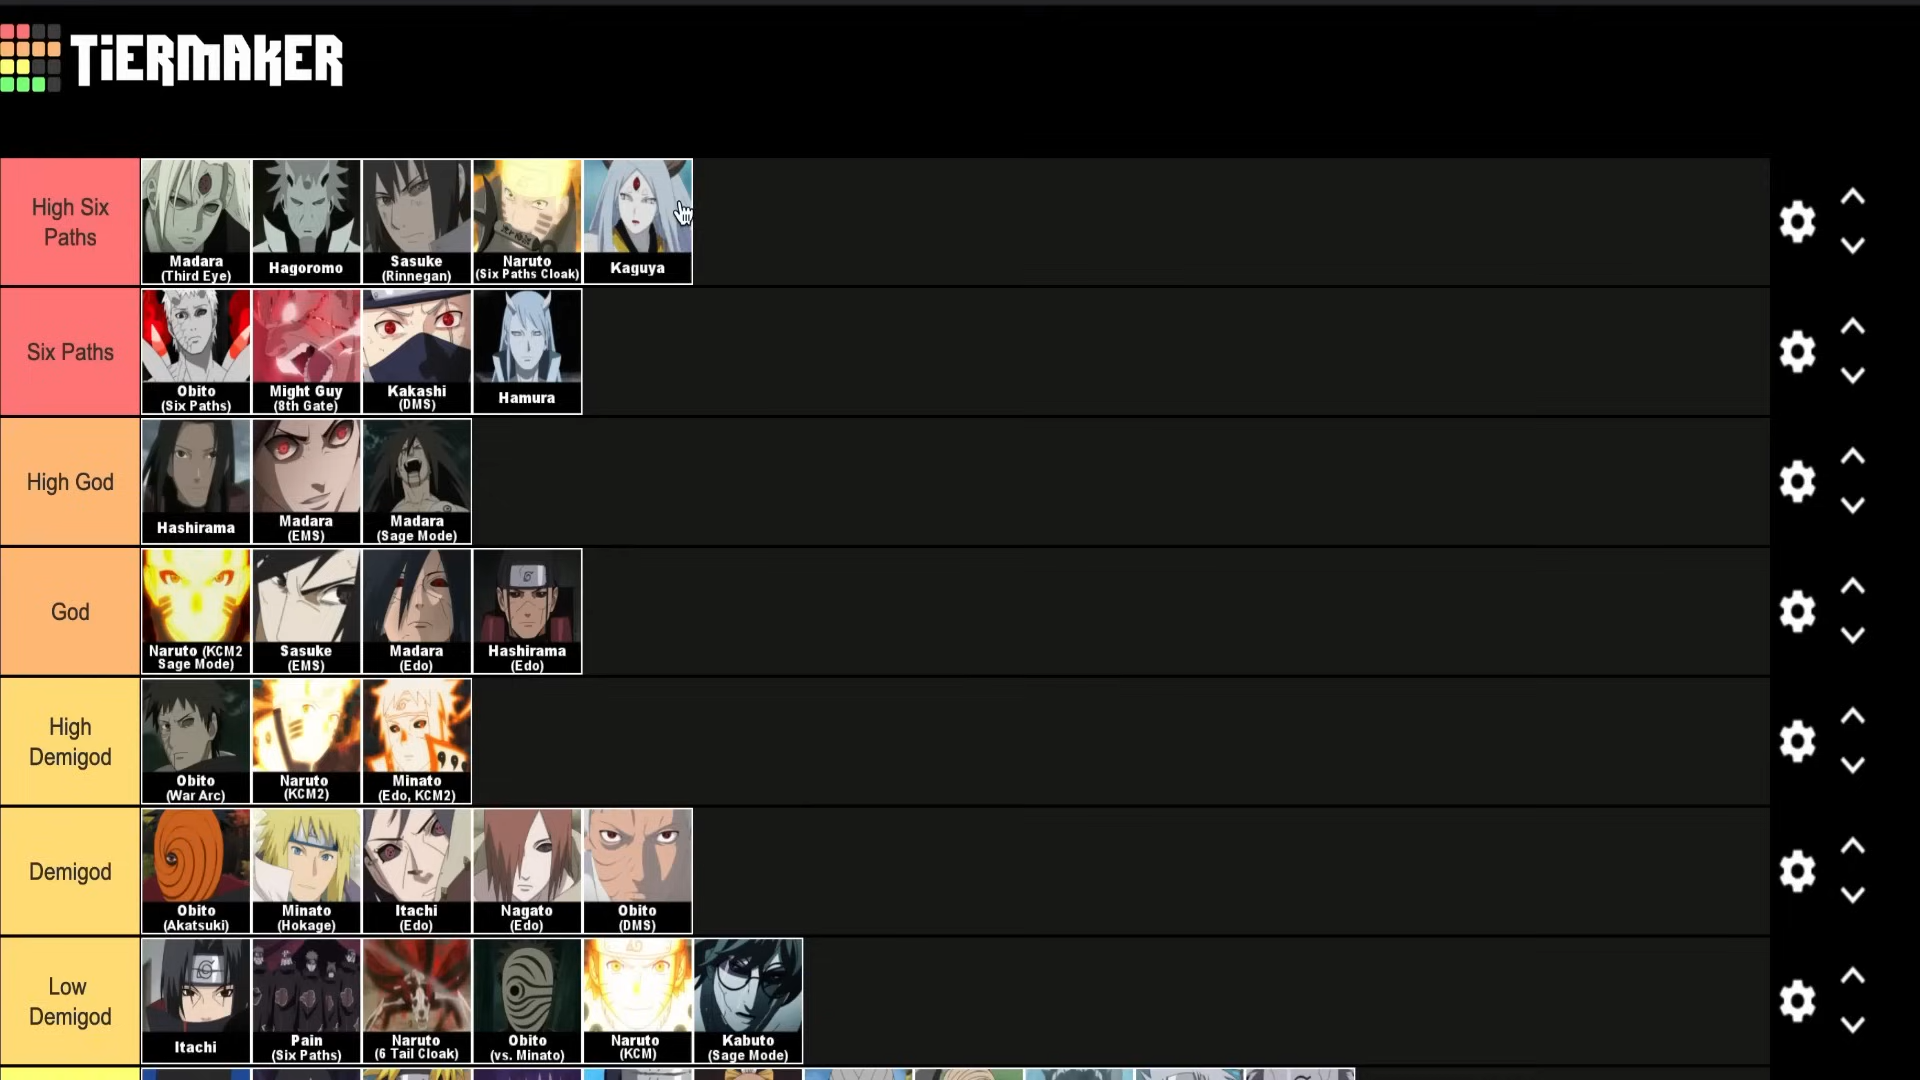 TiERMAKER
High Six
Paths
Madara
(Third Eye)
Hagoromo
Sasuke
(Rinnegan)
Naruto
(Six Paths Cloak)
Kaguya
Six Paths
Obito
(Six Paths)
Might Guy
(8th Gate)
Kakashi
(DMS)
Hamura
High God
Hashirama
Madara
(EMS)
Madara
(Sage Mode)
God
Naruto (KCM2
Sage Mode)
Sasuke
(EMS)
Madara
(Edo)
Hashirama
(Edo)
High
Demigod
Obito
(War Arc)
Naruto
(KCM2)
Minato
(Edo, KCM2)
Demigod
Obito
(Akatsuki)
Minato
(Hokage)
Itachi
(Edo)
Nagato
(Edo)
Obito
(DMS)
Low
Demigod
Itachi
Pain
(Six Paths)
Naruto
(6 Tail Cloak)
Obito
(vs. Minato)
Naruto
(KCM)
Kabuto
(Sage Mode)